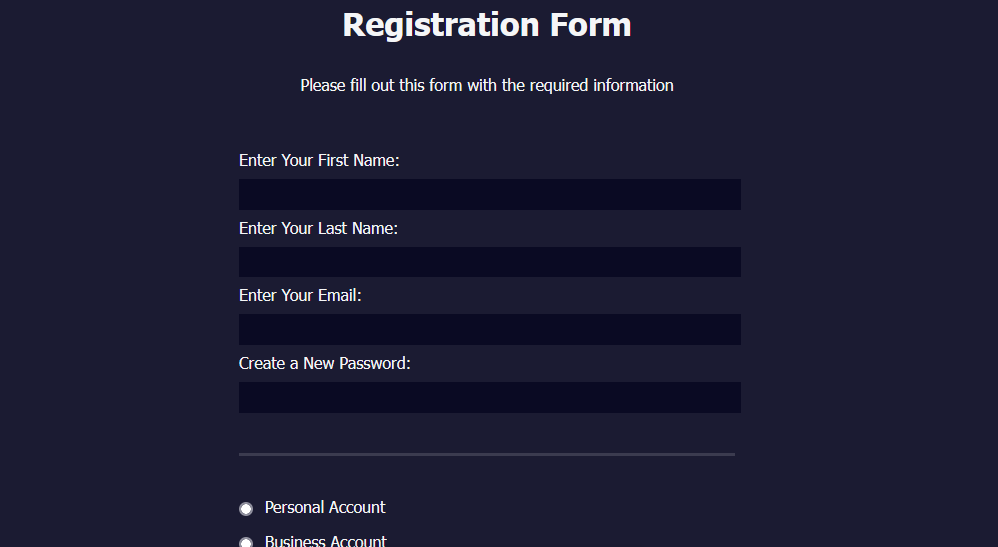 Registration Form
Please fill out this form with the required information
Enter Your First Name:
Enter Your Last Name:
Enter Your Email:
Create a New Password:
Personal Account
Business Account